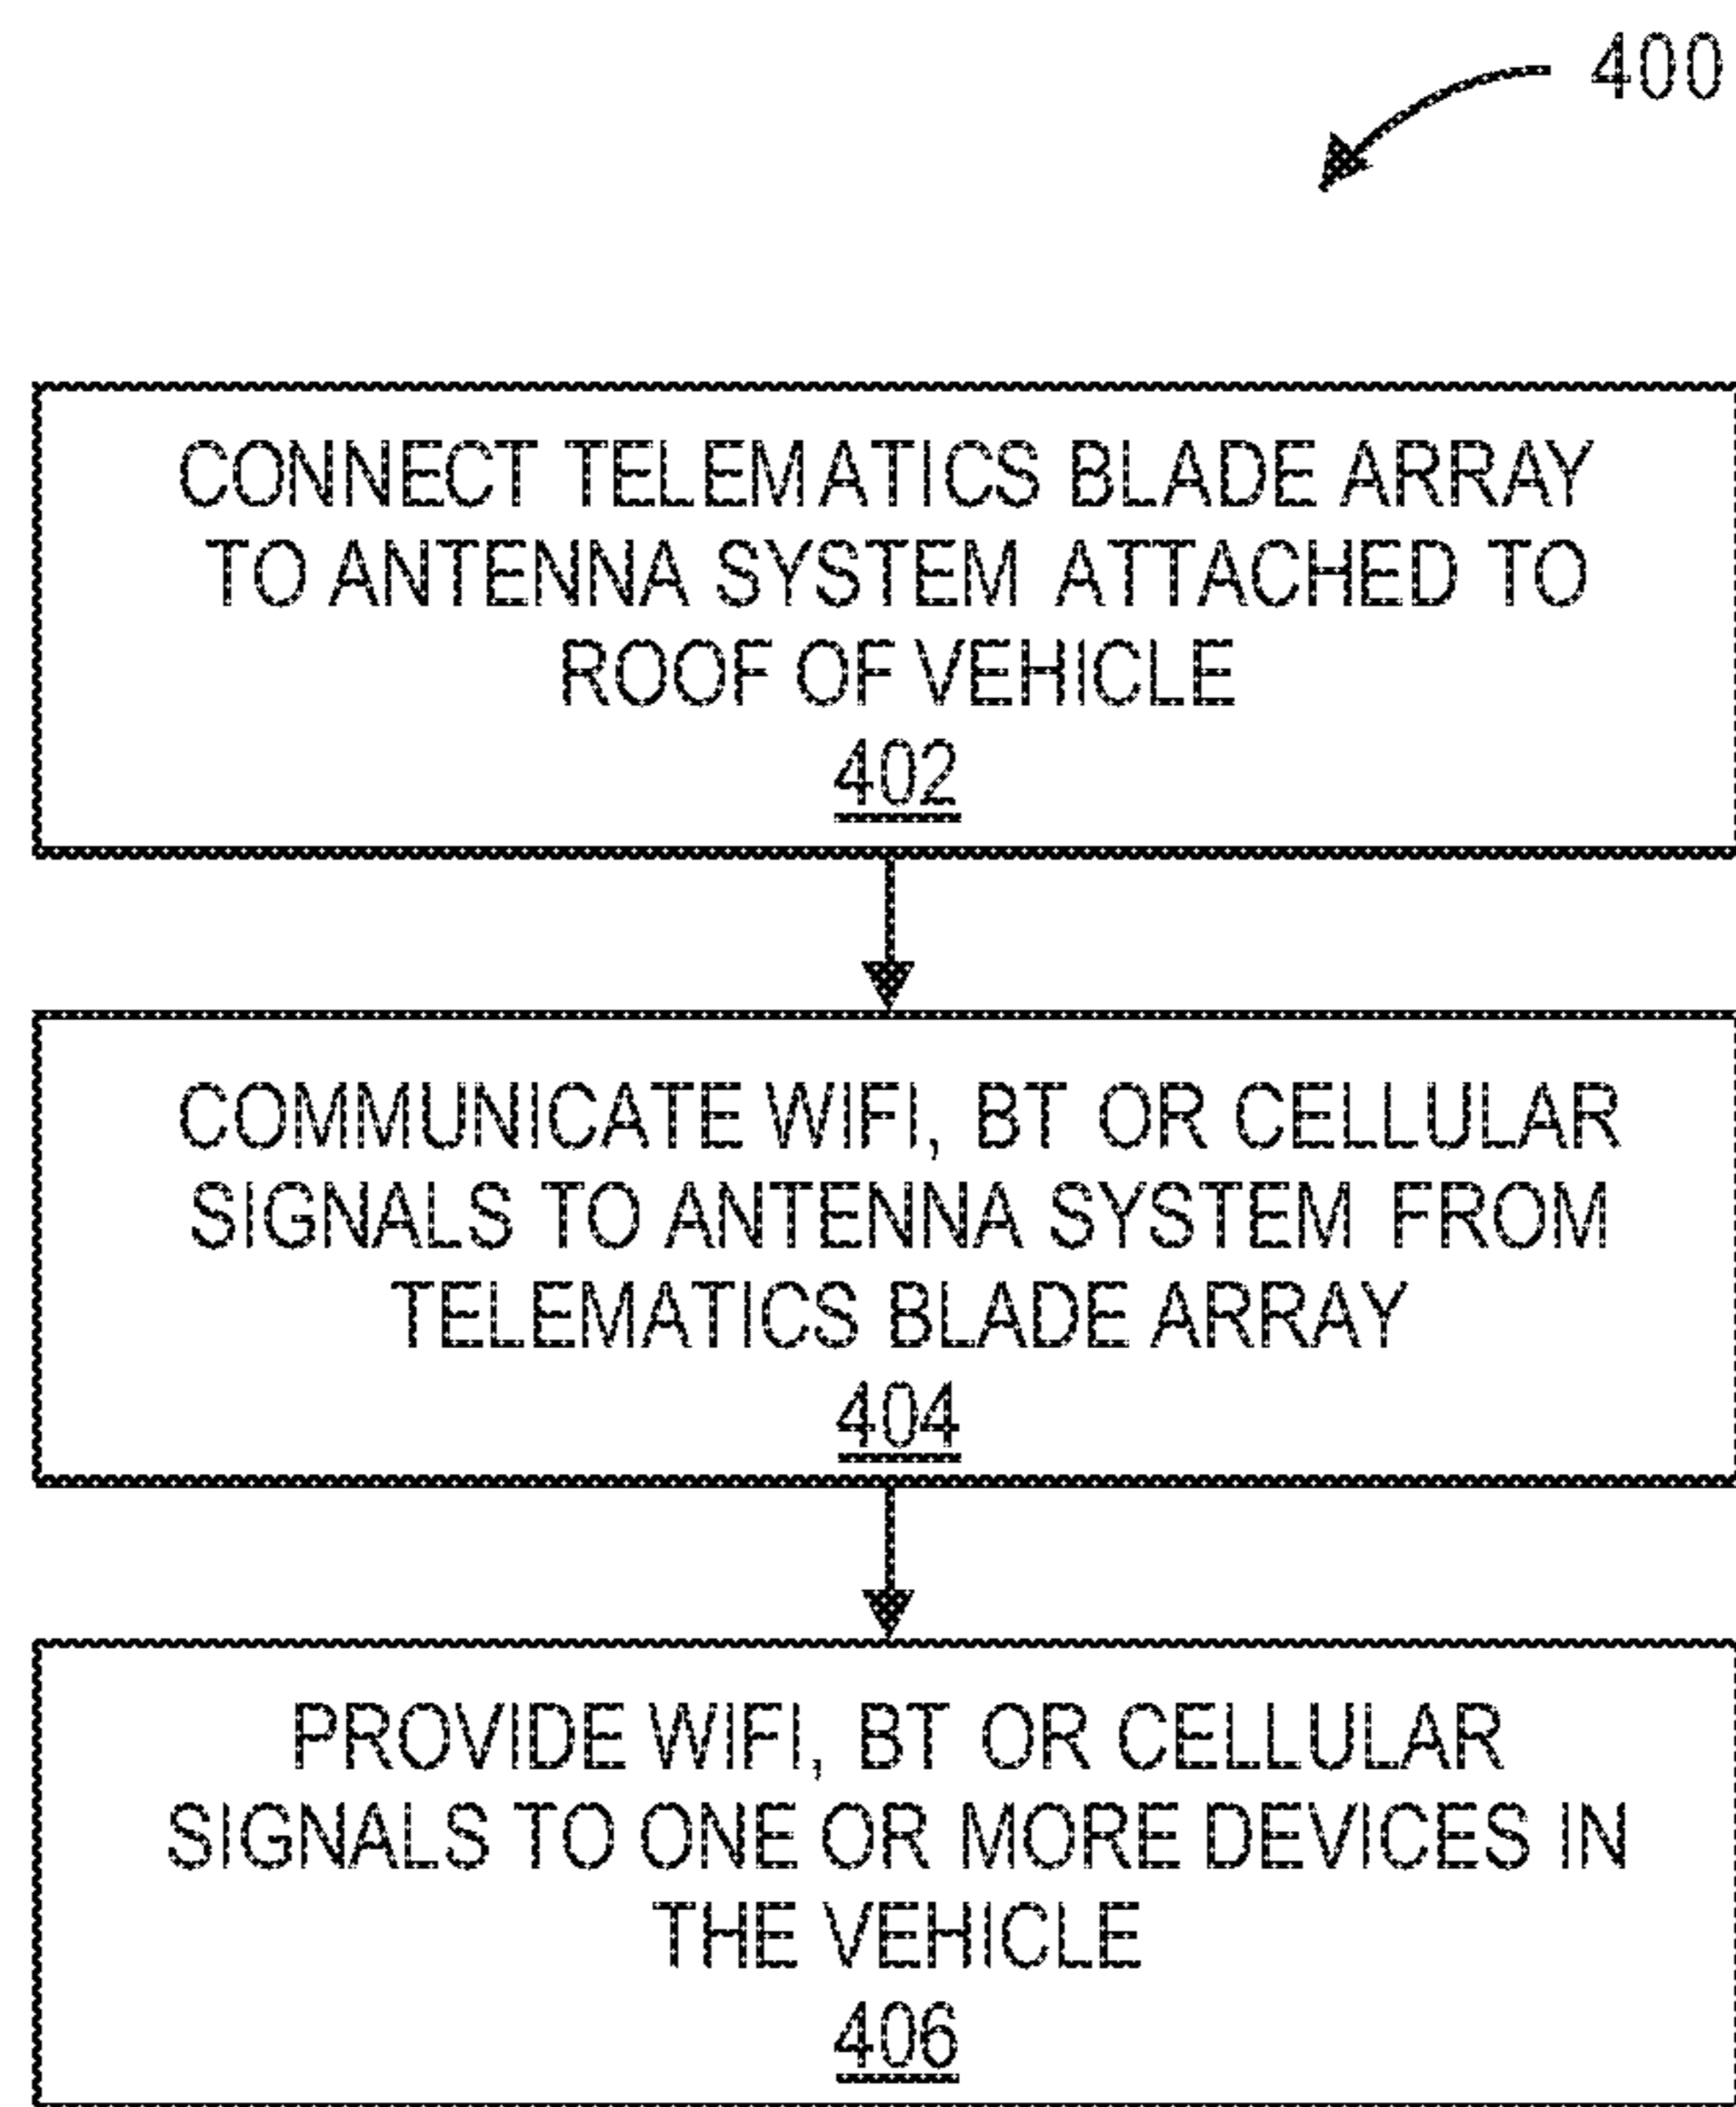 400
CONNECT TELEMATICS BLADE ARRAY
TO ANTENNA SYSTEM ATTACHED TO
ROOF OF VEHICLE
402
COMMUNICATE WIFI, BT OR CELLULAR
SIGNALS TO ANTENNA SYSTEM FROM
TELEMATICS BLADE ARRAY
404
PROVIDE WIFI, BT OR CELLULAR
SIGNALS TO ONE OR MORE DEVICES IN
THE VEHICLE
406